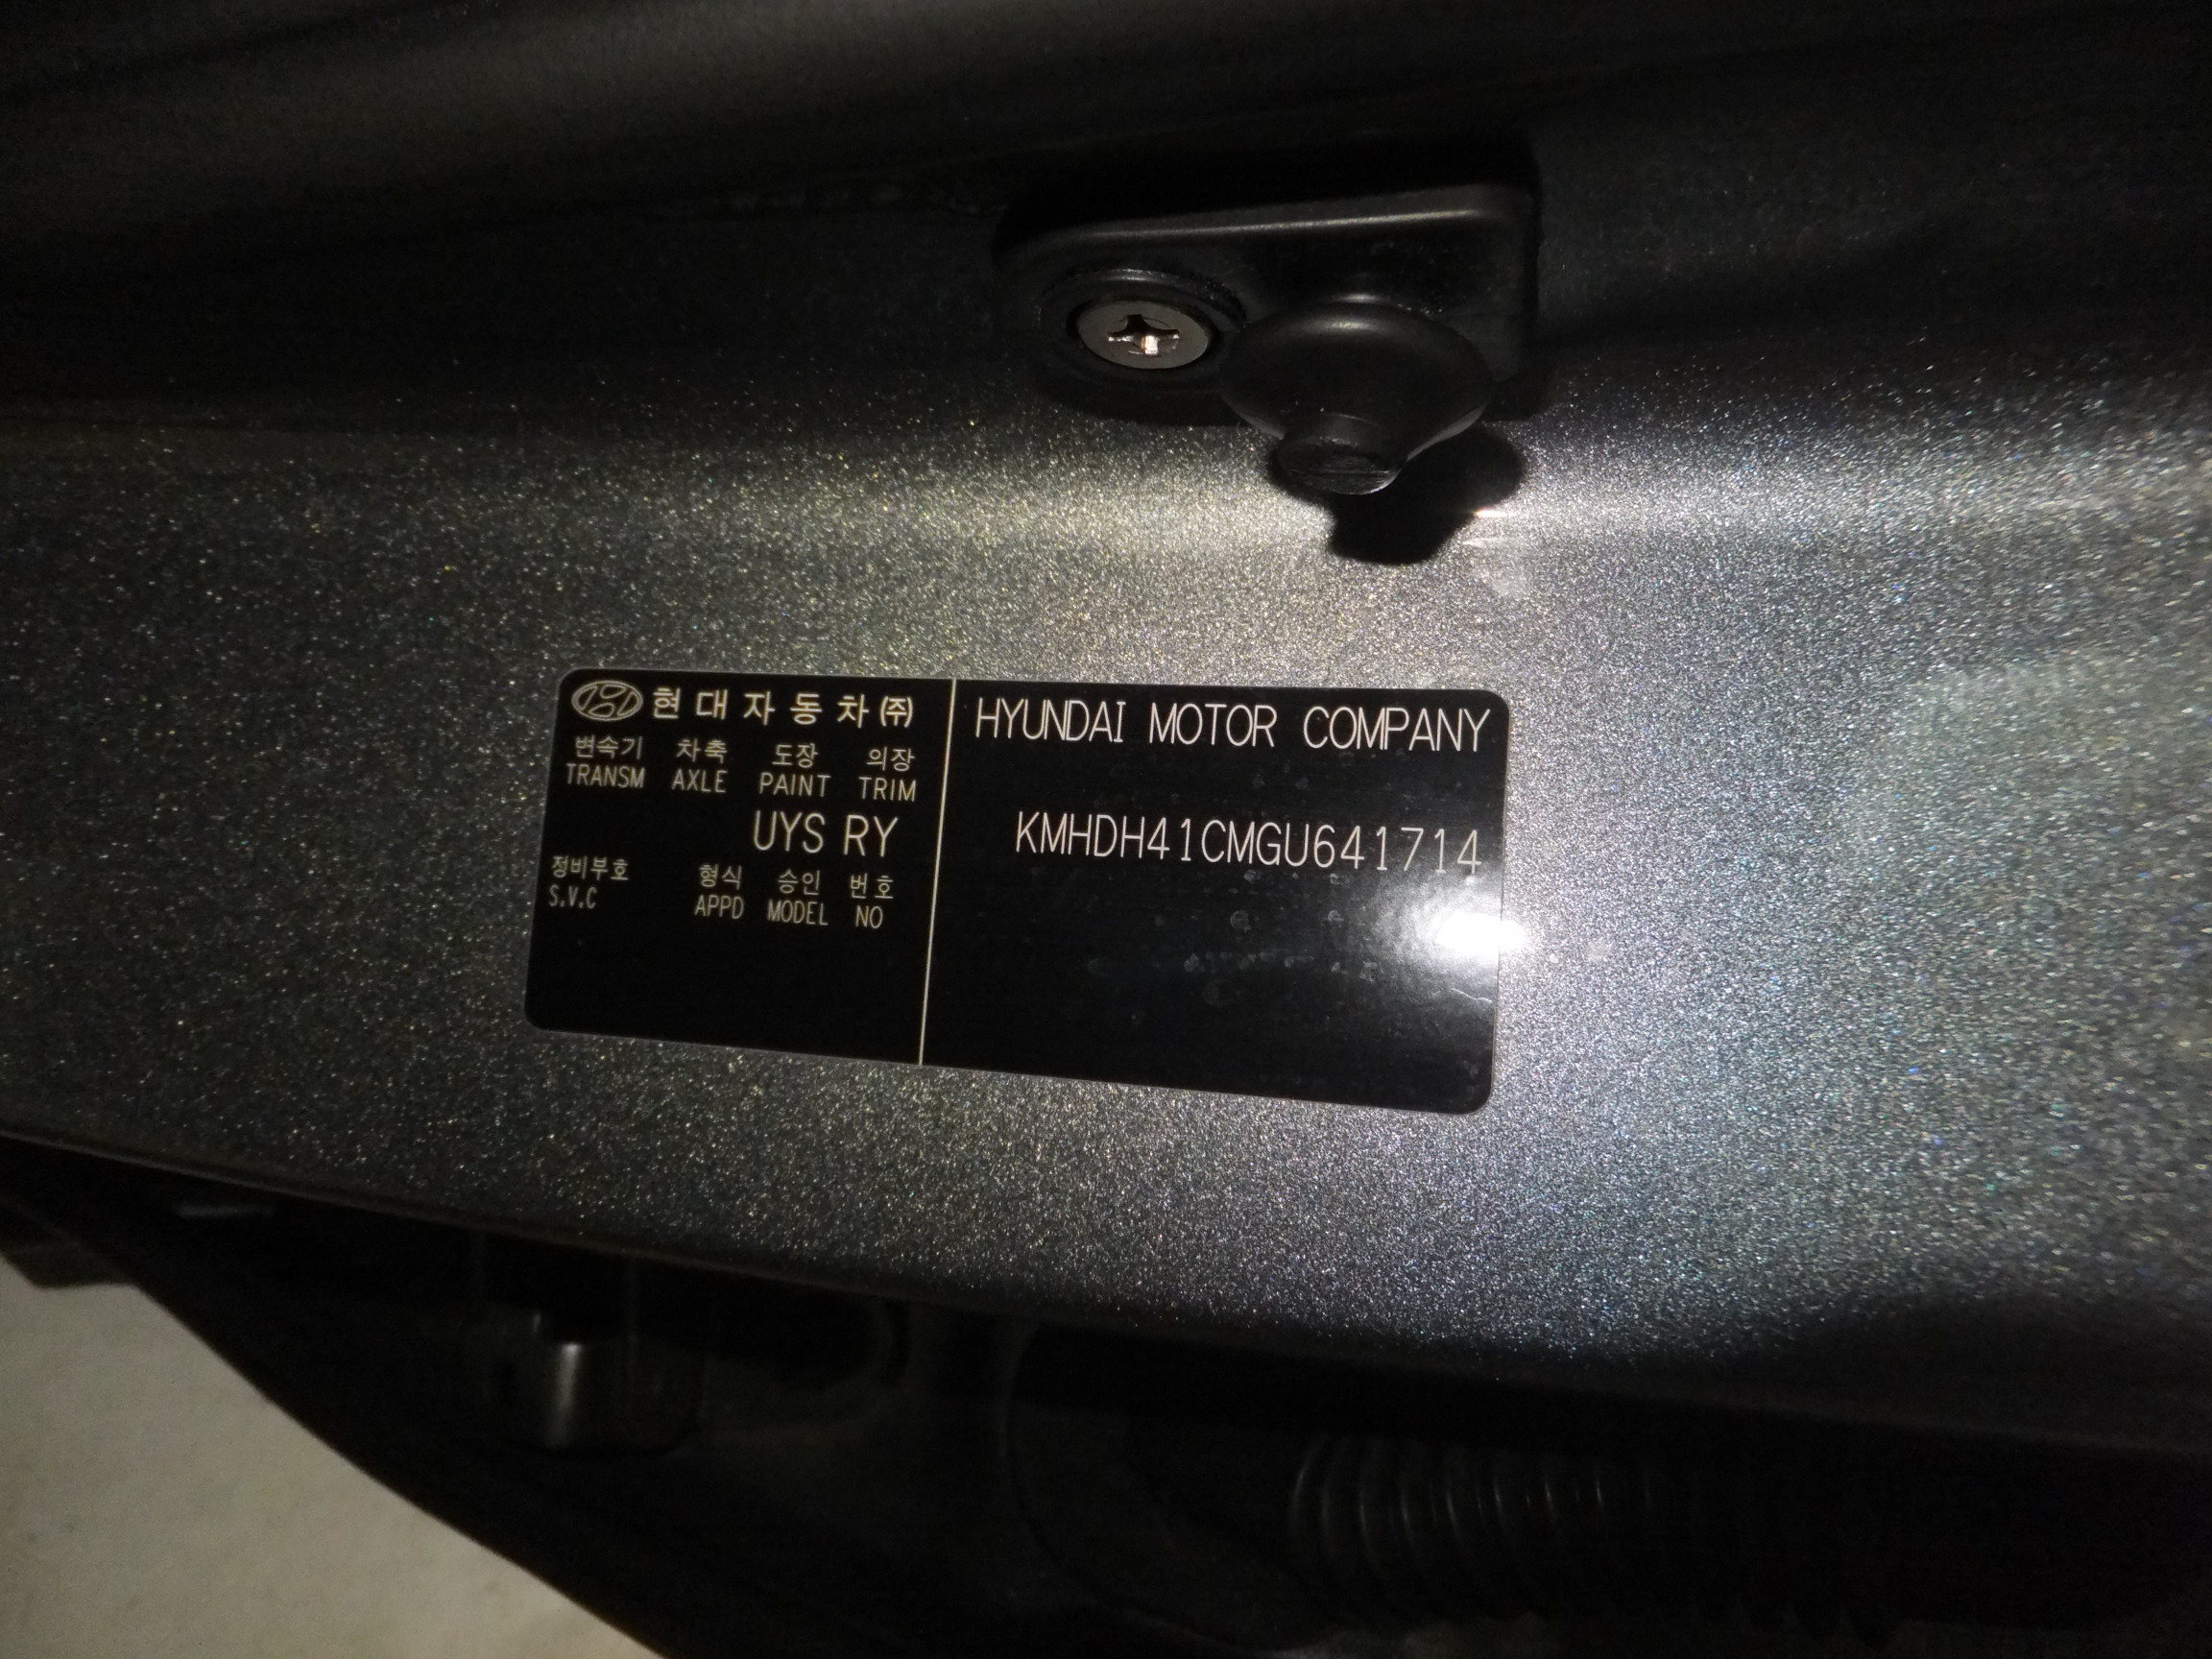 현대자동차㈜
변속기 차축 도장 의장
TRANSM AXLE PAINT TRIM
UYS RY
정비부호 형식 승인 번호
S.V.C APPD MODEL NO
HYUNDAI MOTOR COMPANY
KMHDH41CMGU641714